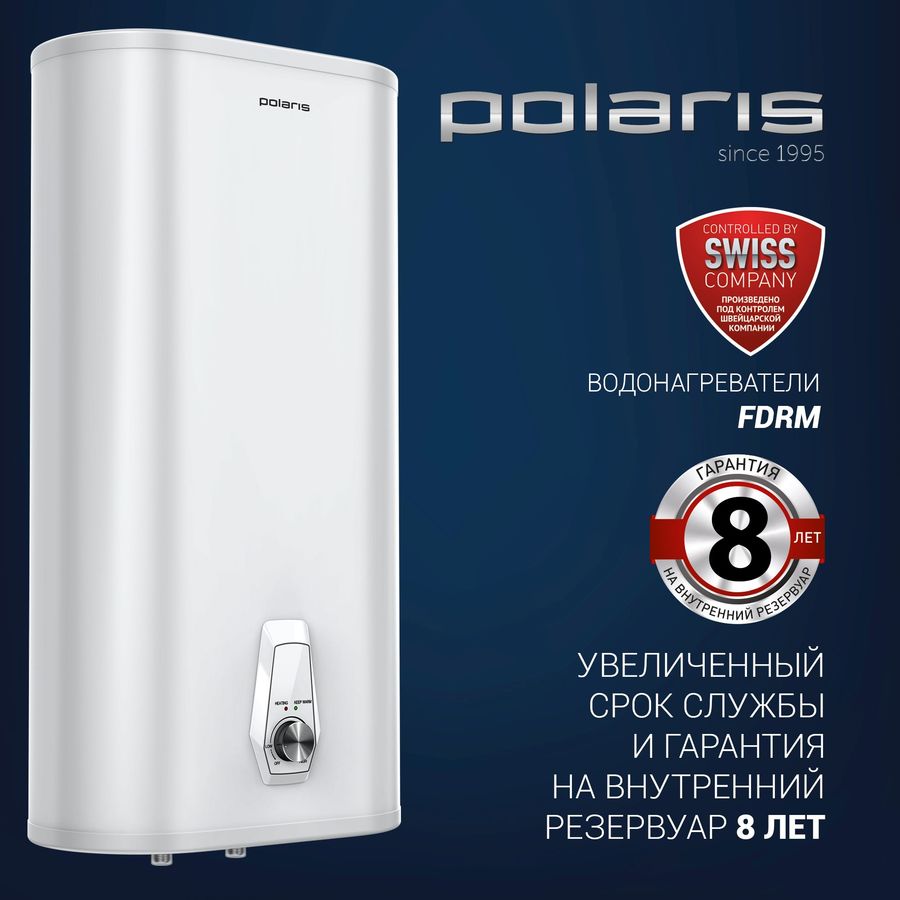 polaris
polaris
since 1995
CONTROLLED BY
SWISS
COMPANY
ПРОИЗВЕДЕНО
ПОД КОНТРОЛЕМ
ШВЕЙЦАРСКОЙ
КОМПАНИИ
ВОДОНАГРЕВАТЕЛИ
FDRM
ГАРАНТИЯ
8 ЛЕТ
НА ВНУТРЕННИЙ РЕЗЕРВУАР
УВЕЛИЧЕННЫЙ
СРОК СЛУЖБЫ
И ГАРАНТИЯ
НА ВНУТРЕННИЙ
РЕЗЕРВУАР 8 ЛЕТ
HEATING KEEP WARM
LOW
OFF